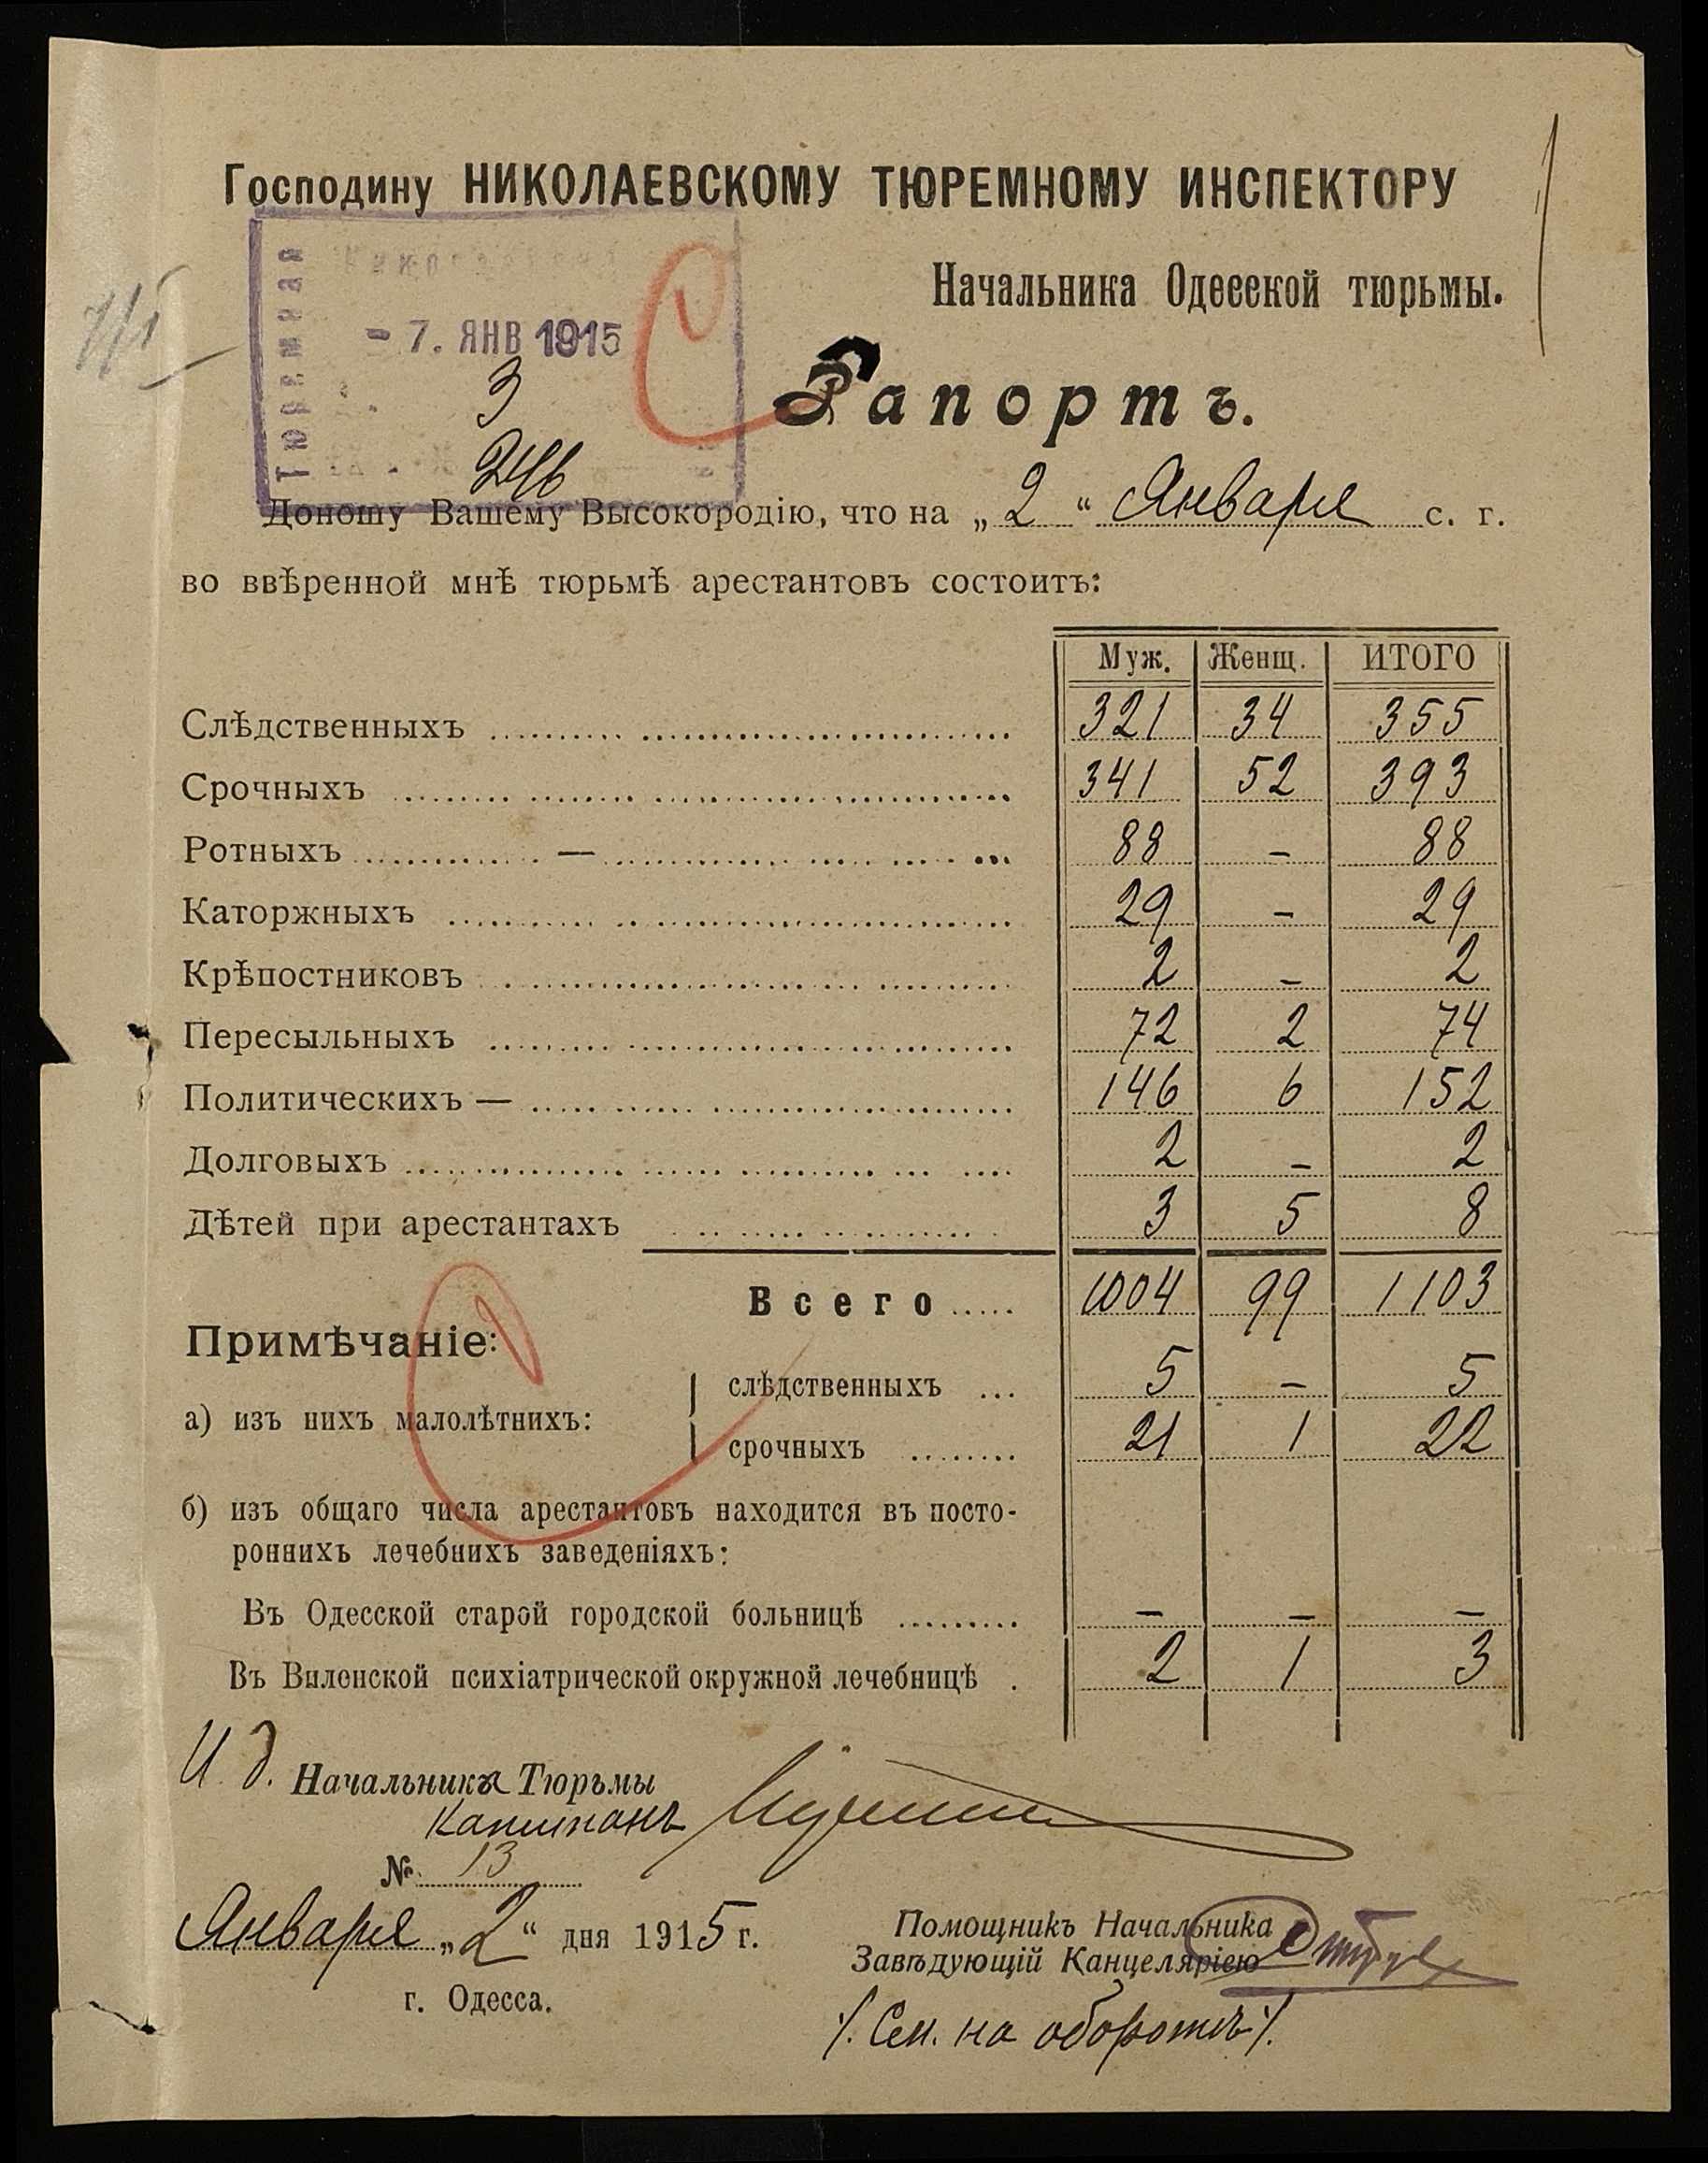 Господину НИКОЛАЕВСКОМУ ТЮРЕМНОМУ ИНСПЕКТОРУ
Начальника Одесской тюрьмы.
Тюремная
- 7. ЯНВ 1915
3
Рапортъ.
Доношу Вашему Высокородію, что на „2“ Января с. г.
во ввѣренной мнѣ тюрьмѣ арестантовъ состоитъ:
Муж. Женщ. ИТОГО
Слѣдственныхъ 321 34 355
Срочныхъ 341 52 393
Ротныхъ — 88 - 88
Каторжныхъ 29 - 29
Крѣпостниковъ 2 - 2
Пересыльныхъ 72 2 74
Политическихъ — 146 6 152
Долговыхъ 2 - 2
Дѣтей при арестантахъ 3 5 8
Всего 1004 99 1103
Примѣчаніе:
а) изъ нихъ малолѣтнихъ:
слѣдственныхъ 5 - 5
срочныхъ 21 1 22
б) изъ общаго числа арестантовъ находится въ посто-
роннихъ лечебнихъ заведеніяхъ:
Въ Одесской старой городской больницѣ - - -
Въ Виленской психіатрической окружной лечебницѣ 2 1 3
И. д. Начальника Тюрьмы
Капитанъ
№ 13
Января „2“ дня 1915 г.
г. Одесса.
Помощникъ Начальника
Завѣдующій Канцеляріею
/. См. на оборотѣ /.